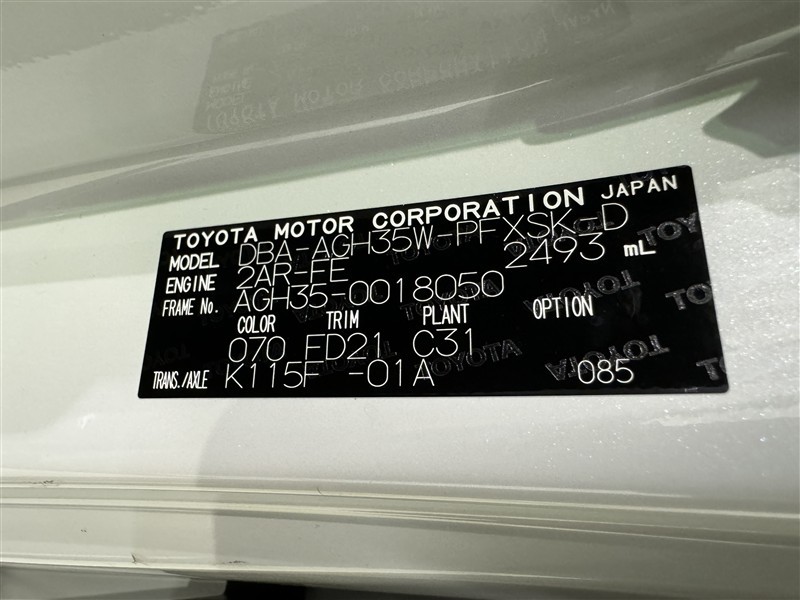 TOYOTA MOTOR CORPORATION JAPAN
MODEL DBA-AGH35W-PFXSK-D
ENGINE 2AR-FE 2493 mL
FRAME No. AGH35-0018050
COLOR TRIM PLANT OPTION
070 ED21 C31
TRANS./AXLE K115F -01A 085